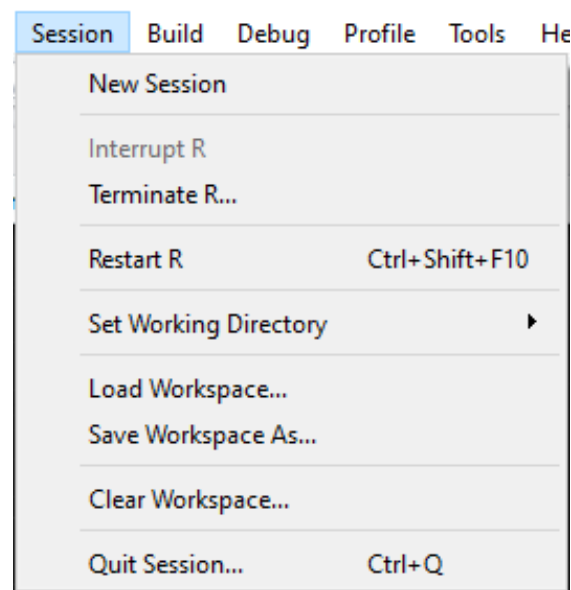 Session Build Debug Profile Tools He
New Session
Interrupt R
Terminate R...
Restart R Ctrl+Shift+F10
Set Working Directory
Load Workspace...
Save Workspace As...
Clear Workspace...
Quit Session... Ctrl+Q